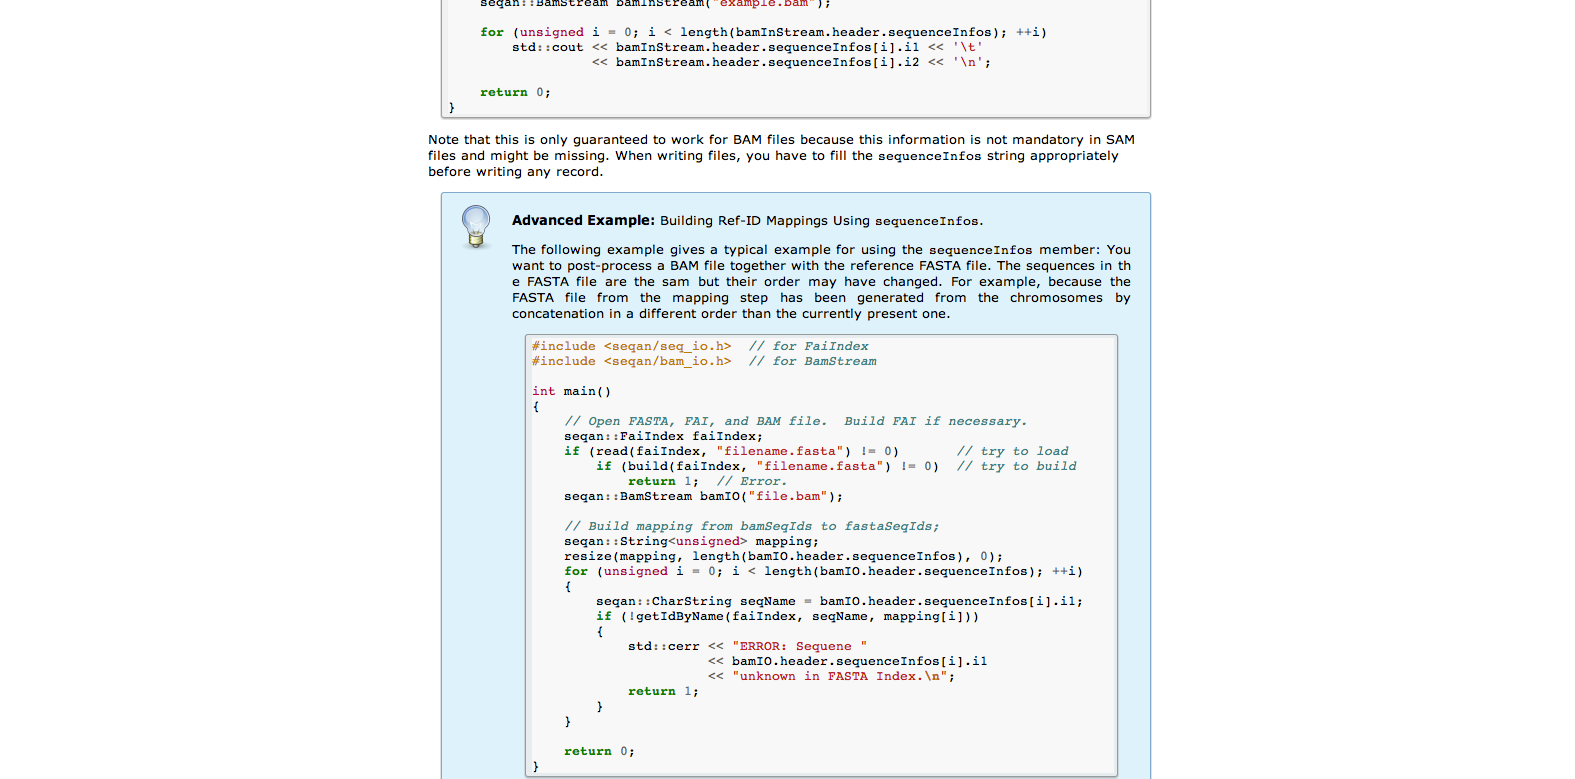 seqan::BamStream bamInStream("example.bam");
for (unsigned i = 0; i < length(bamInStream.header.sequenceInfos); ++i)
std::cout << bamInStream.header.sequenceInfos[i].i1 << '\t'
<< bamInStream.header.sequenceInfos[i].i2 << '\n';
return 0;
}
Note that this is only guaranteed to work for BAM files because this information is not mandatory in SAM
files and might be missing. When writing files, you have to fill the sequenceInfos string appropriately
before writing any record.
Advanced Example: Building Ref-ID Mappings Using sequenceInfos.
The following example gives a typical example for using the sequenceInfos member: You
want to post-process a BAM file together with the reference FASTA file. The sequences in th
e FASTA file are the sam but their order may have changed. For example, because the
FASTA file from the mapping step has been generated from the chromosomes by
concatenation in a different order than the currently present one.
#include <seqan/seq_io.h>  // for FaiIndex
#include <seqan/bam_io.h>  // for BamStream
int main()
{
// Open FASTA, FAI, and BAM file.  Build FAI if necessary.
seqan::FaiIndex faiIndex;
if (read(faiIndex, "filename.fasta") != 0)       // try to load
if (build(faiIndex, "filename.fasta") != 0)  // try to build
return 1;  // Error.
seqan::BamStream bamIO("file.bam");
// Build mapping from bamSeqIds to fastaSeqIds;
seqan::String<unsigned> mapping;
resize(mapping, length(bamIO.header.sequenceInfos), 0);
for (unsigned i = 0; i < length(bamIO.header.sequenceInfos); ++i)
{
seqan::CharString seqName = bamIO.header.sequenceInfos[i].i1;
if (!getIdByName(faiIndex, seqName, mapping[i]))
{
std::cerr << "ERROR: Sequene "
<< bamIO.header.sequenceInfos[i].i1
<< "unknown in FASTA Index.\n";
return 1;
}
}
return 0;
}